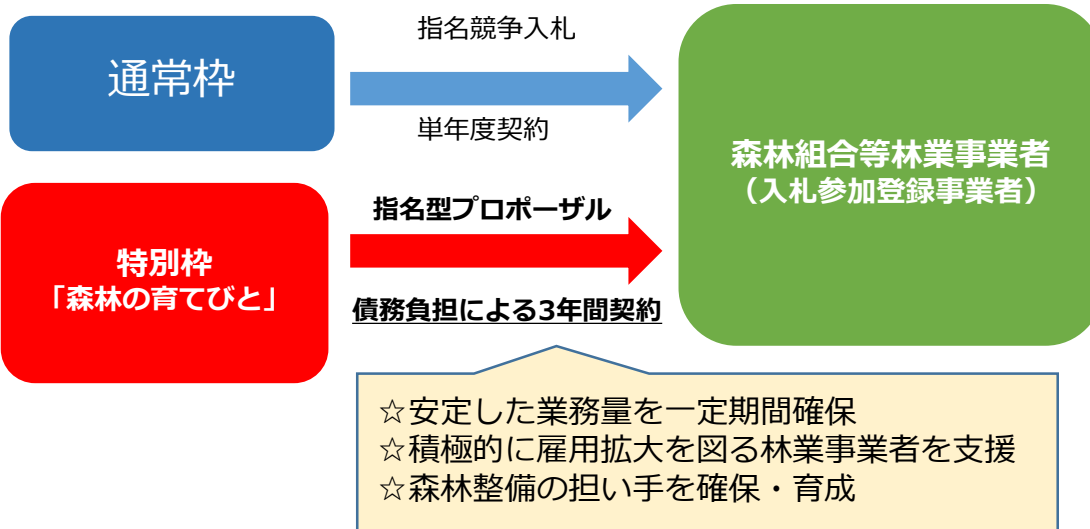 通常枠
指名競争入札
単年度契約
特別枠
「森林の育てびと」
指名型プロポーザル
債務負担による3年間契約
森林組合等林業事業者
（入札参加登録事業者）
☆安定した業務量を一定期間確保
☆積極的に雇用拡大を図る林業事業者を支援
☆森林整備の担い手を確保・育成